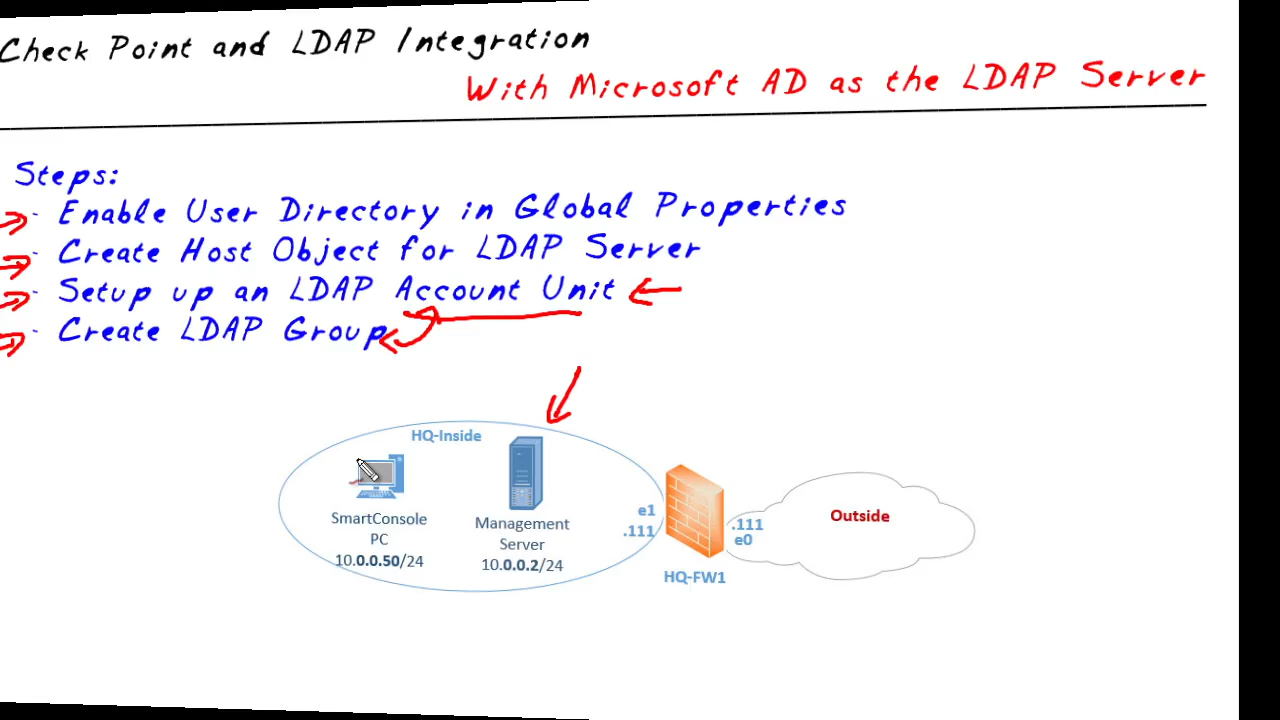 Check Point and LDAP Integration
With Microsoft AD as the LDAP Server
Steps:
- Enable User Directory in Global Properties
- Create Host Object for LDAP Server
- Setup up an LDAP Account Unit
- Create LDAP Group
HQ-Inside
SmartConsole
PC
10.0.0.50/24
Management
Server
10.0.0.2/24
e1
.111
HQ-FW1
.111
e0
Outside